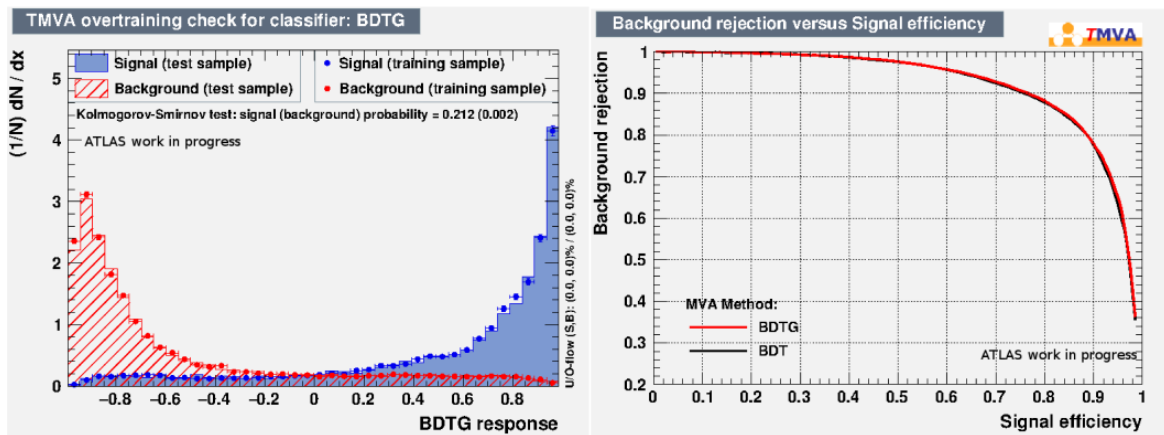 TMVA overtraining check for classifier: BDTG
(1/N) dN / dx
5
4
3
2
1
0
Signal (test sample)
Signal (training sample)
Background (test sample)
Background (training sample)
Kolmogorov-Smirnov test: signal (background) probability = 0.212 (0.002)
ATLAS work in progress
U/O-flow (S,B): (0.0, 0.0)% / (0.0, 0.0)%
−0.8 −0.6 −0.4 −0.2 0 0.2 0.4 0.6 0.8
BDTG response
Background rejection versus Signal efficiency
TMVA
Background rejection
1
0.9
0.8
0.7
0.6
0.5
0.4
0.3
0.2
MVA Method:
BDTG
BDT
ATLAS work in progress
0 0.1 0.2 0.3 0.4 0.5 0.6 0.7 0.8 0.9 1
Signal efficiency